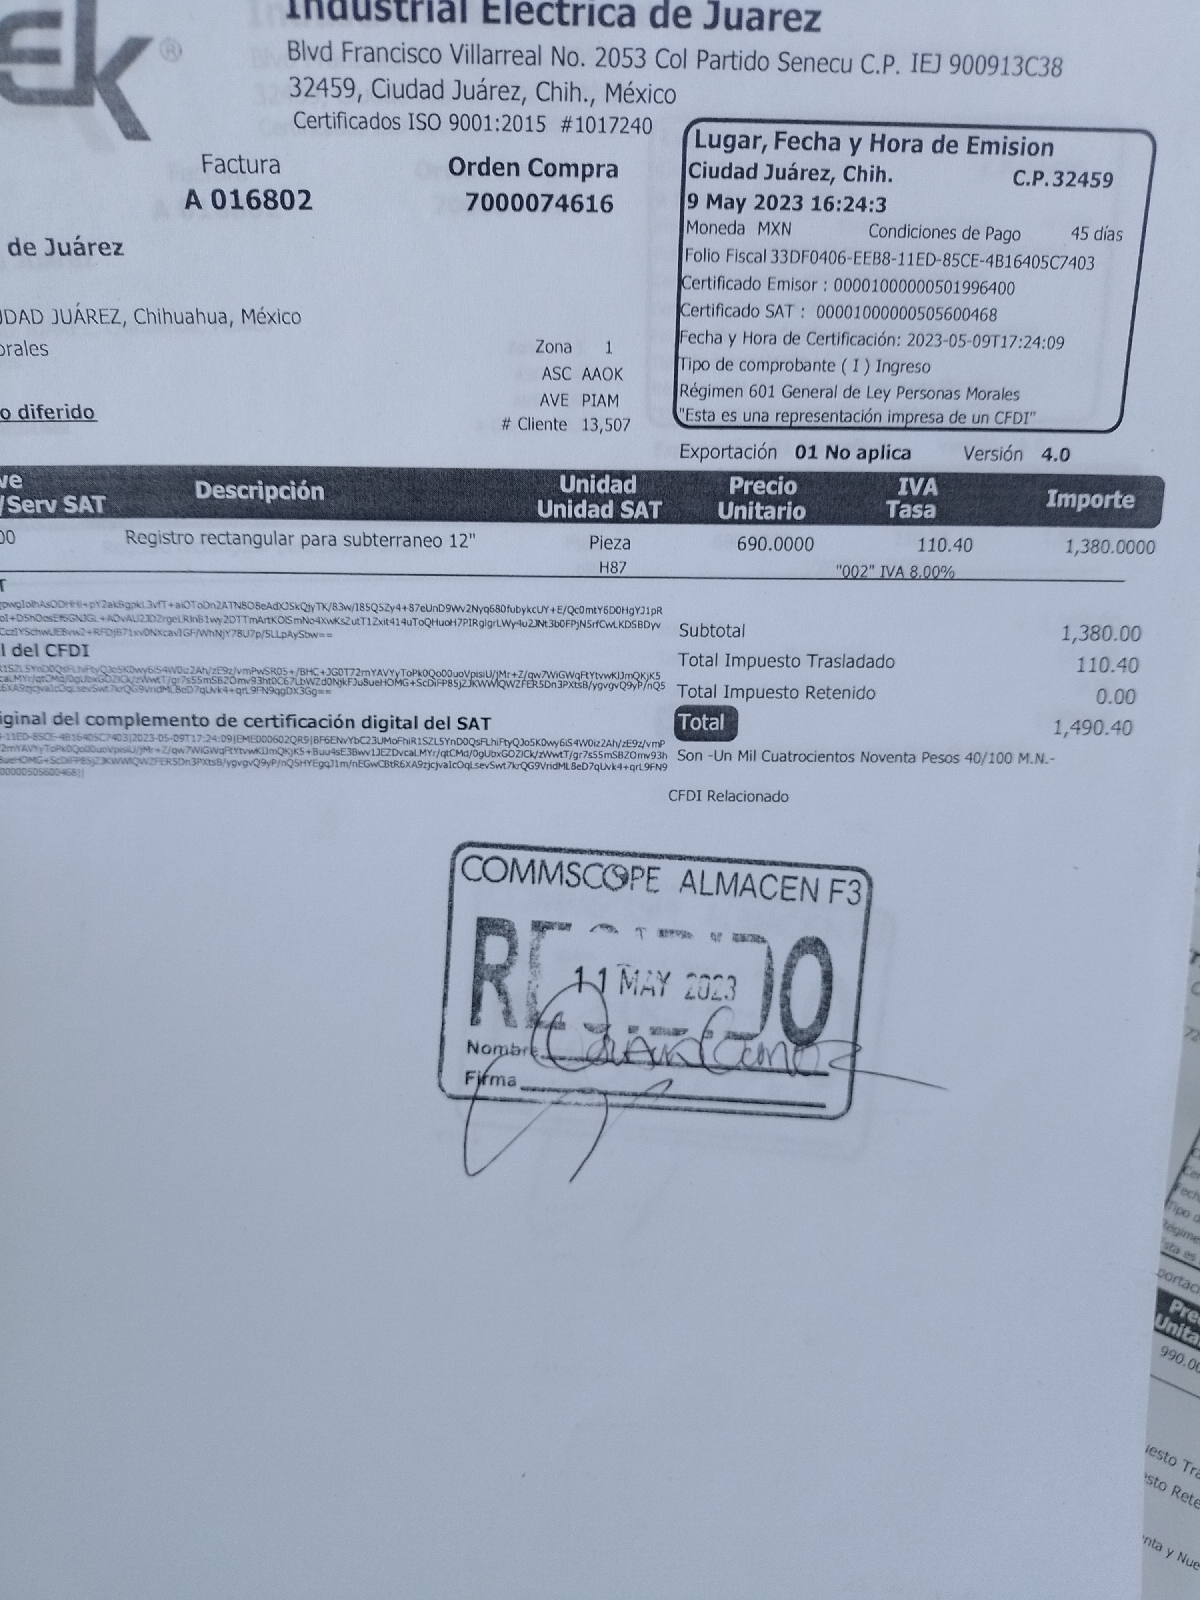 Ek ®
Industrial Electrica de Juarez
Blvd Francisco Villarreal No. 2053 Col Partido Senecu C.P. IEJ 900913C38
32459, Ciudad Juárez, Chih., México
Certificados ISO 9001:2015 #1017240
Factura
A 016802
Orden Compra
7000074616
Lugar, Fecha y Hora de Emision
Ciudad Juárez, Chih. C.P.32459
9 May 2023 16:24:3
Moneda MXN Condiciones de Pago 45 días
Folio Fiscal 33DF0406-EEB8-11ED-85CE-4B16405C7403
Certificado Emisor : 00001000000501996400
Certificado SAT : 00001000000505600468
Fecha y Hora de Certificación: 2023-05-09T17:24:09
Tipo de comprobante ( I ) Ingreso
Régimen 601 General de Ley Personas Morales
"Esta es una representación impresa de un CFDI"
de Juárez
DAD JUÁREZ, Chihuahua, México
orales
o diferido
Zona 1
ASC AAOK
AVE PIAM
# Cliente 13,507
Exportación 01 No aplica Versión 4.0
ve
/Serv SAT
Descripción
Unidad
Unidad SAT
Precio
Unitario
IVA
Tasa
Importe
00 Registro rectangular para subterraneo 12" Pieza 690.0000 110.40 1,380.0000
H87 "002" IVA 8.00%
l del CFDI
iginal del complemento de certificación digital del SAT
Subtotal 1,380.00
Total Impuesto Trasladado 110.40
Total Impuesto Retenido 0.00
Total 1,490.40
Son -Un Mil Cuatrocientos Noventa Pesos 40/100 M.N.-
CFDI Relacionado
COMMSCOPE ALMACEN F3
RECIBIDO
11 MAY 2023
Nombre
Firma
990.00